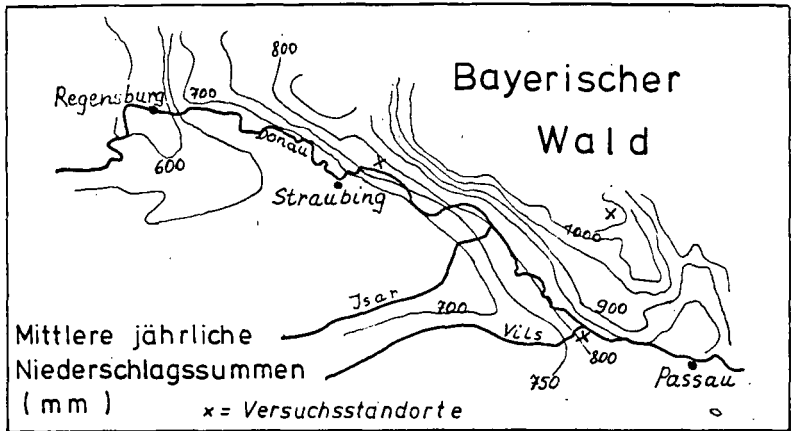 800
Bayerischer
Wald
Regensburg
700
Donau
600
Straubing
1000
Isar
700
900
Vils
800
750
Passau
Mittlere jährliche
Niederschlagssummen
(mm)
x = Versuchsstandorte